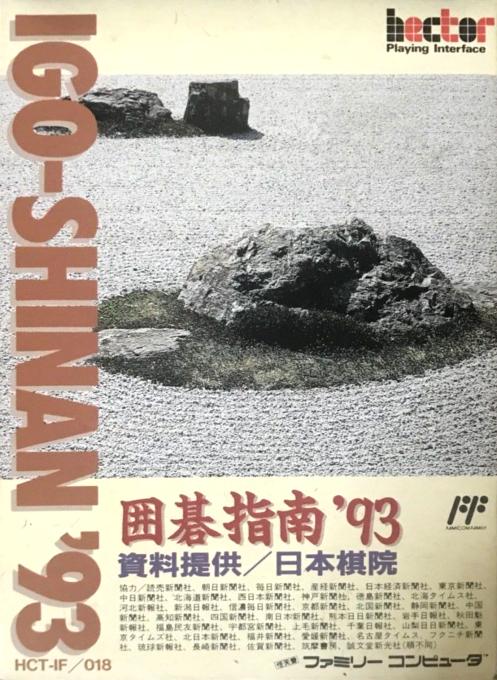 hector
Playing Interface
IGO-SHINAN '93
囲碁指南'93
資料提供/日本棋院
協力/読売新聞社、朝日新聞社、毎日新聞社、産経新聞社、日本経済新聞社、東京新聞社、
中日新聞社、北海道新聞社、西日本新聞社、神戸新聞社、徳島新聞社、北海タイムス社、
河北新報社、新潟日報社、信濃毎日新聞社、京都新聞社、北国新聞社、静岡新聞社、中国
新聞社、高知新聞社、四国新聞社、南日本新聞社、熊本日日新聞社、岩手日報社、秋田魁
新報社、福島民友新聞社、宇都宮新聞社、上毛新聞社、千葉日報社、山梨日日新聞社、東
京タイムズ社、北日本新聞社、福井新聞社、愛媛新聞社、名古屋タイムス、フクニチ新聞
社、琉球新報社、長崎新聞社、佐賀新聞社、筑摩書房、誠文堂新光社(順不同)
FF
FAMICOM FAMILY
HCT-IF/018
任天堂 ファミリー コンピュータ